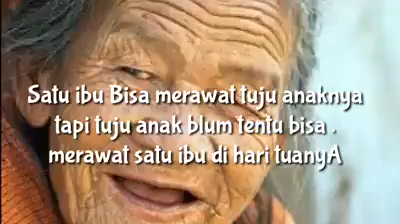 Satu ibu Bisa merawat tuju anaknya
tapi tuju anak blum tentu bisa .
merawat satu ibu di hari tuanyA